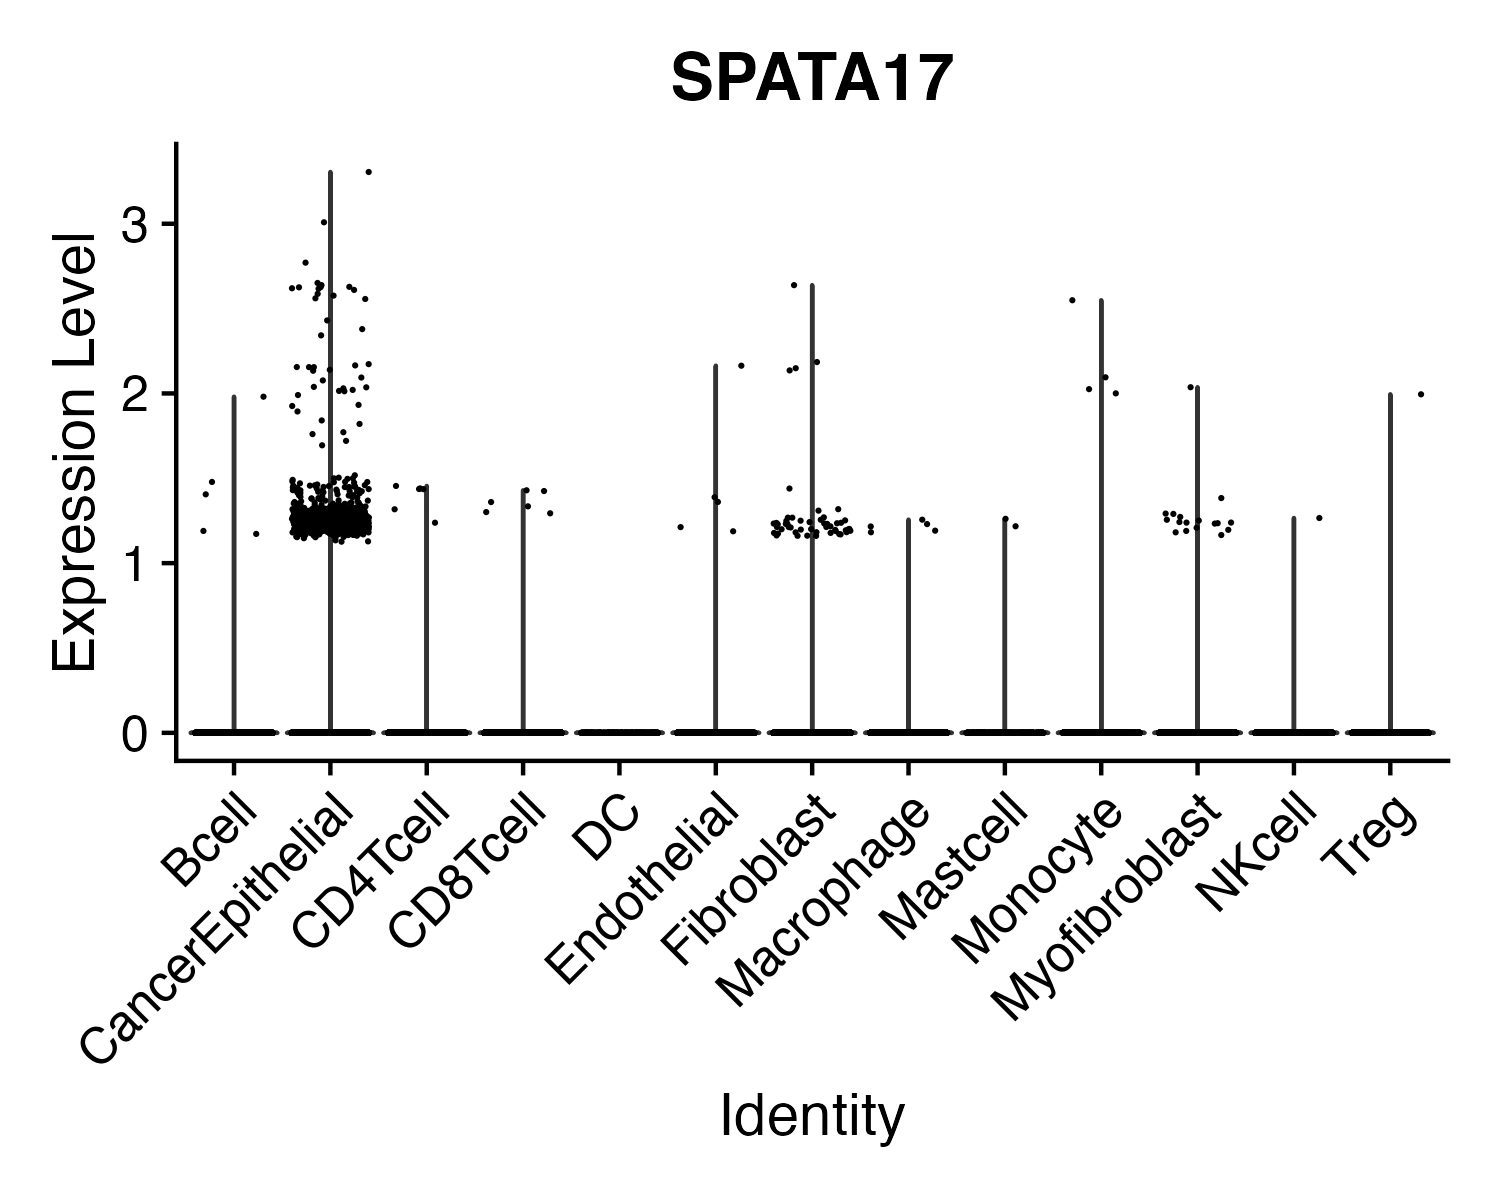 SPATA17
Expression Level
3
2
1
0
Bcell
CancerEpithelial
CD4Tcell
CD8Tcell
DC
Endothelial
Fibroblast
Macrophage
Mastcell
Monocyte
Myofibroblast
NKcell
Treg
Identity